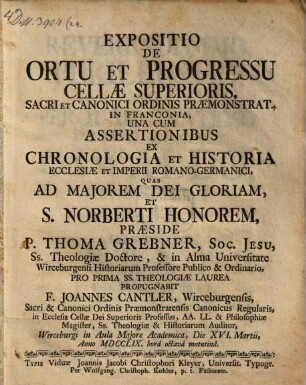 EXPOSITIO
DE
ORTU ET PROGRESSU
CELLÆ SUPERIORIS,
SACRI ET CANONICI ORDINIS PRÆMONSTRAT.
IN FRANCONIA,
UNA CUM
ASSERTIONIBUS
EX
CHRONOLOGIA ET HISTORIA
ECCLESIÆ ET IMPERII ROMANO-GERMANICI,
QUAS
AD MAJOREM DEI GLORIAM,
ET
S. NORBERTI HONOREM,
PRÆSIDE
P. THOMA GREBNER, Soc. Jesu,
Ss. Theologiæ Doctore, & in Alma Universitate
Wirceburgensi Historiarum Professore Publico & Ordinario,
PRO PRIMA SS. THEOLOGIÆ LAUREA
PROPUGNABIT
F. JOANNES CANTLER, Wirceburgensis,
Sacri & Canonici Ordinis Præmonstratensis Canonicus Regularis,
in Ecclesia Cellæ Dei Superioris Professus, AA. LL. & Philosophiæ
Magister, Ss. Theologiæ & Historiarum Auditor,
Wirceburgi in Aula Majore Academica, Die XVI. Martii,
Anno MDCCLIX. horâ octavâ matutinâ.
Typis Viduæ Joannis Jacobi Christophori Kleyer, Universit. Typogr.
Per Wolffgang. Christoph. Kohles, p. t. Factorem.